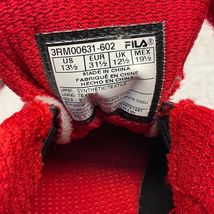 3RM00631-602 FILA
US EUR UK MEX
13½ 31½ 12½ 19½
MADE IN CHINA
FABRIQUÉ EN CHINE
HECHO EN CHINA
UPPER SYNTHETIC/TEXTILE